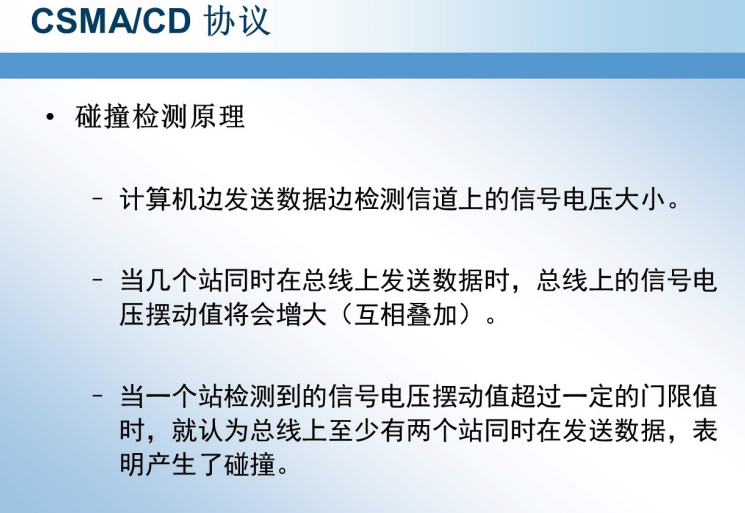 CSMA/CD 协议
• 碰撞检测原理
– 计算机边发送数据边检测信道上的信号电压大小。
– 当几个站同时在总线上发送数据时，总线上的信号电
压摆动值将会增大（互相叠加）。
– 当一个站检测到的信号电压摆动值超过一定的门限值
时，就认为总线上至少有两个站同时在发送数据，表
明产生了碰撞。